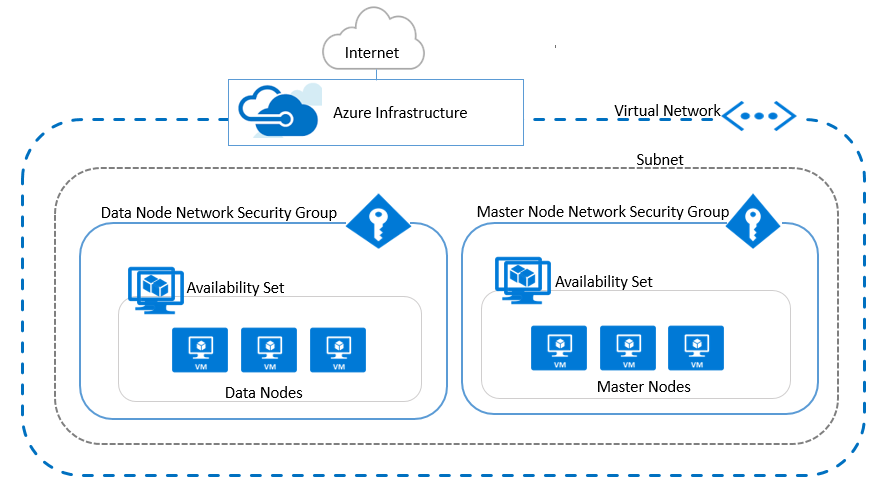 Internet
Azure Infrastructure
Virtual Network
Subnet
Data Node Network Security Group
Master Node Network Security Group
Availability Set
Availability Set
VM VM VM
VM VM VM
Data Nodes
Master Nodes